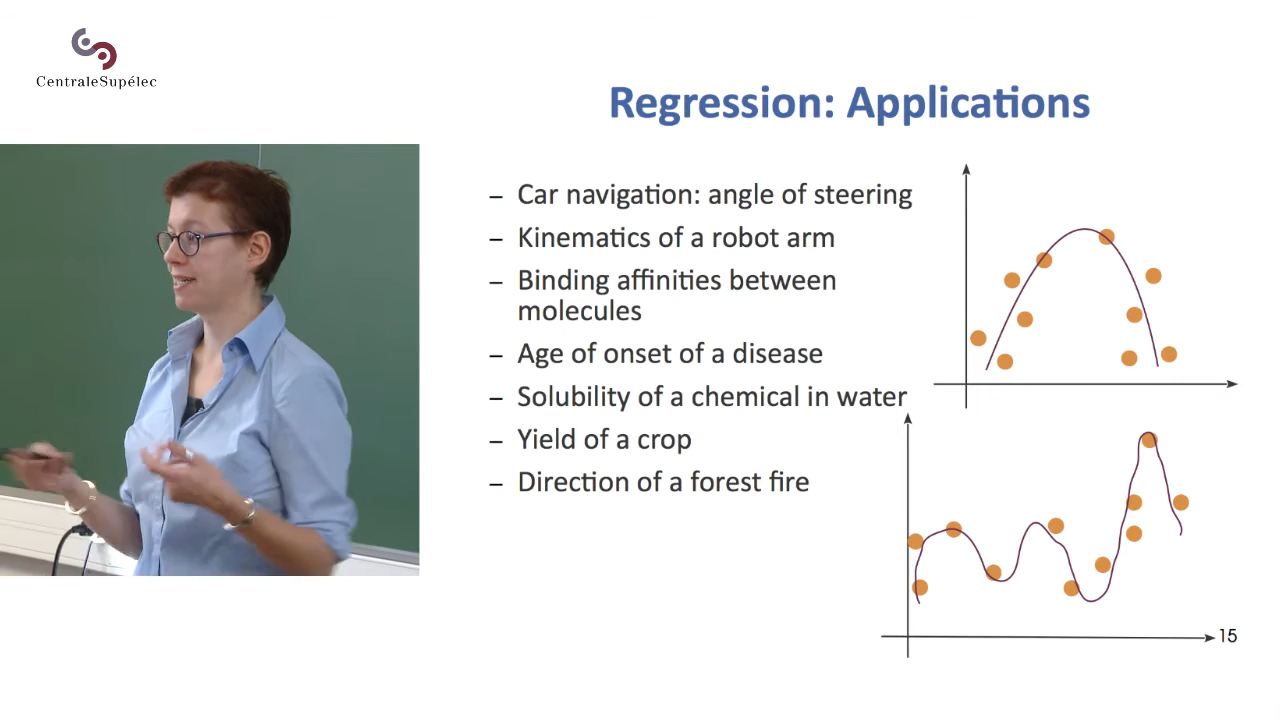 CentraleSupélec
Regression: Applications
– Car navigation: angle of steering
– Kinematics of a robot arm
– Binding affinities between
molecules
– Age of onset of a disease
– Solubility of a chemical in water
– Yield of a crop
– Direction of a forest fire
15